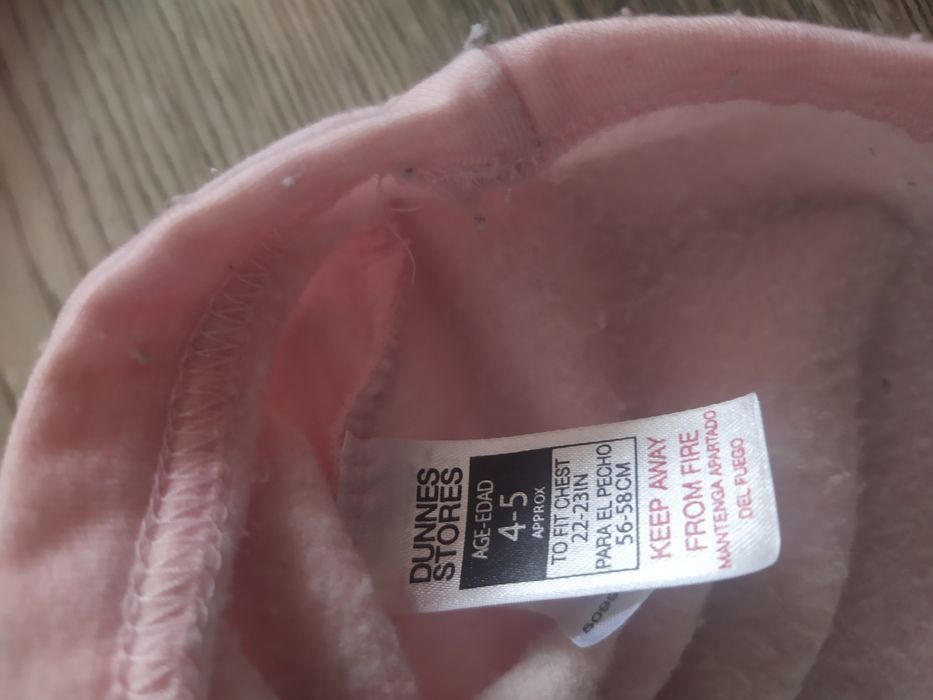 DUNNES
STORES
AGE-EDAD
4-5
APPROX
TO FIT CHEST
22-23IN
PARA EL PECHO
56-58CM
KEEP AWAY
FROM FIRE
MANTENGA APARTADO
DEL FUEGO